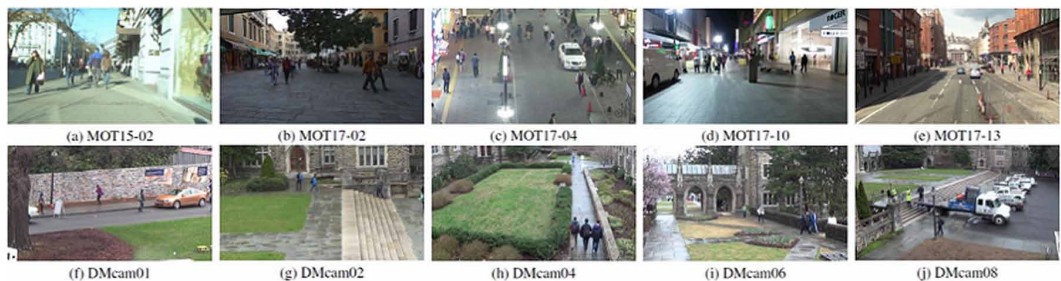 (a) MOT15-02
(b) MOT17-02
(c) MOT17-04
(d) MOT17-10
(e) MOT17-13
(f) DMcam01
(g) DMcam02
(h) DMcam04
(i) DMcam06
(j) DMcam08